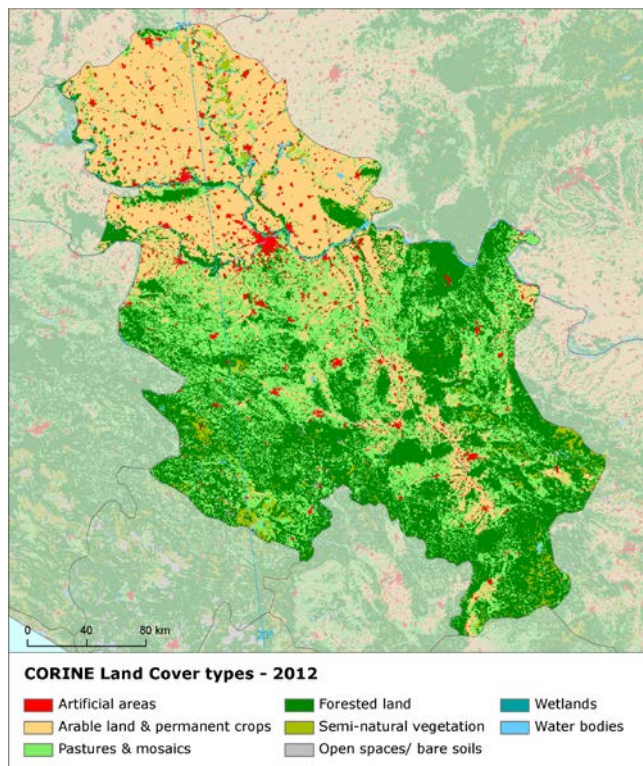 20°
0 40 80 km
CORINE Land Cover types - 2012
Artificial areas Forested land Wetlands
Arable land & permanent crops Semi-natural vegetation Water bodies
Pastures & mosaics Open spaces/ bare soils